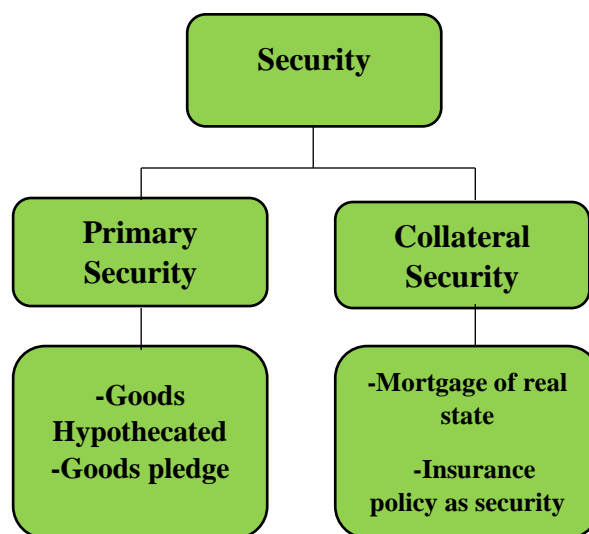 Security
Primary
Security
Collateral
Security
-Goods
Hypothecated
-Goods pledge
-Mortgage of real
state
-Insurance
policy as security